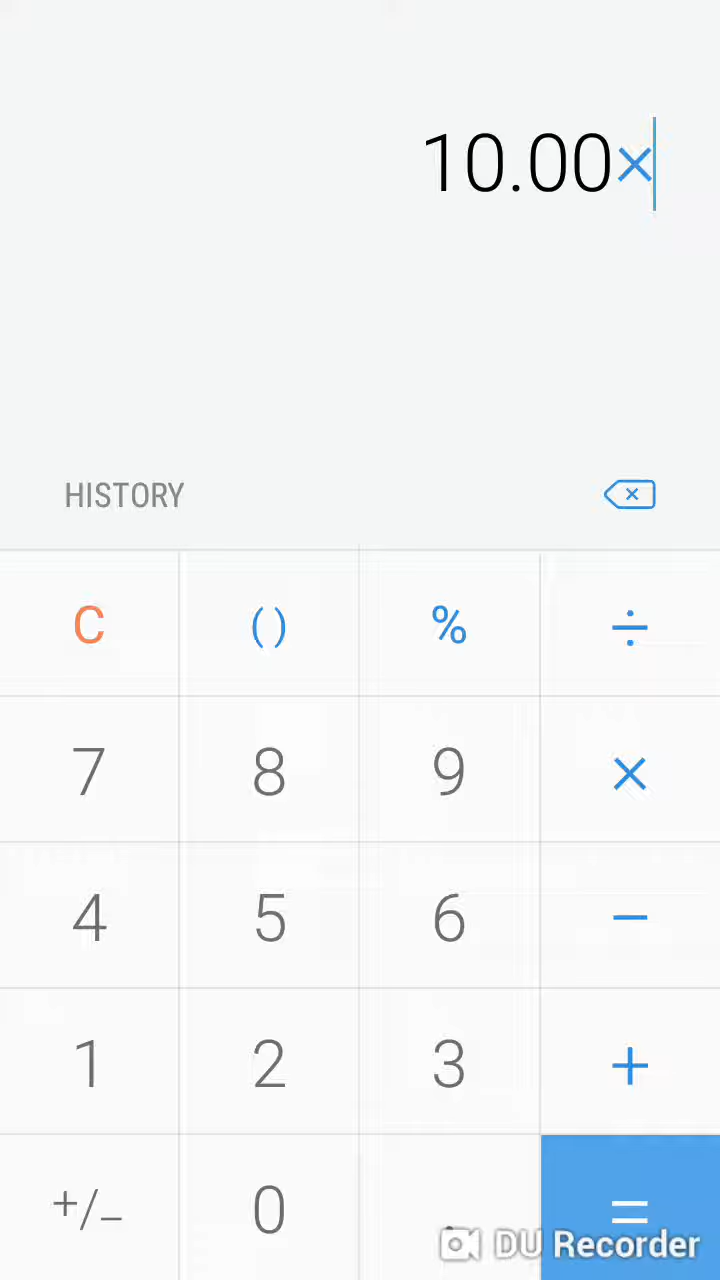 10.00×
HISTORY
C () % ÷
7 8 9 ×
4 5 6 −
1 2 3 +
+/− 0 . =
DU Recorder